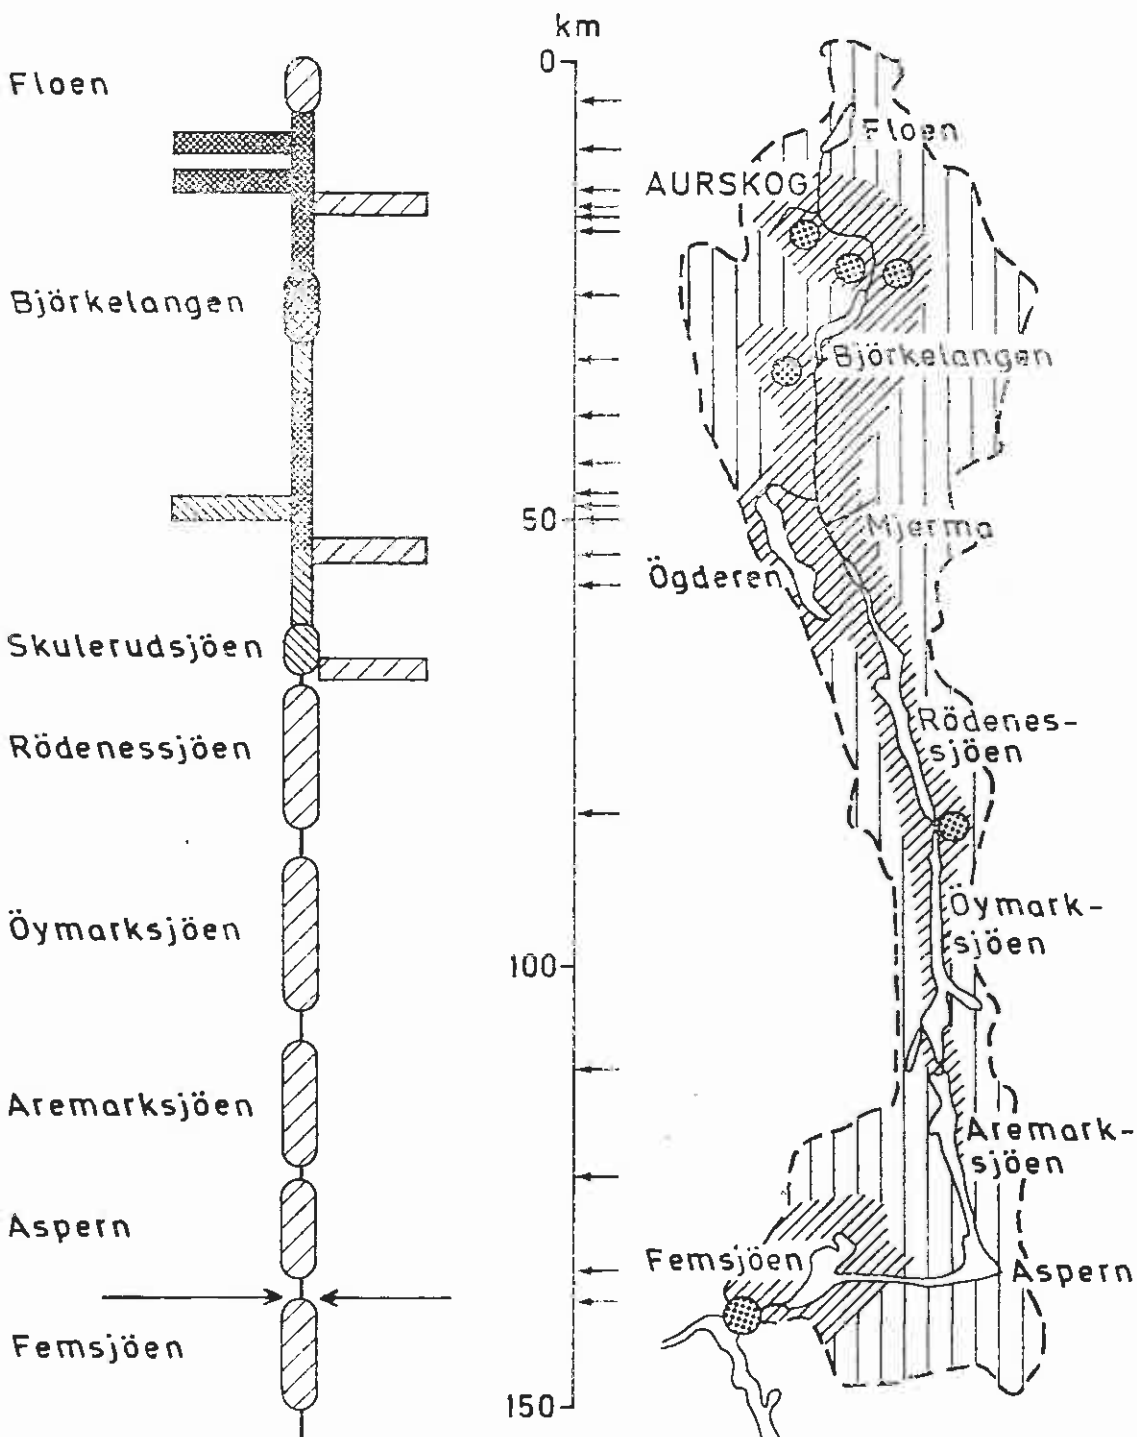 Floen
Björkelangen
Skulerudsjöen
Rödenessjöen
Öymarksjöen
Aremarksjöen
Aspern
Femsjöen
km
0
50
100
150
Floen
AURSKOG
Björkelangen
Mjerma
Ögderen
Rödenes-
sjöen
Öymark-
sjöen
Aremark-
sjöen
Femsjöen
Aspern